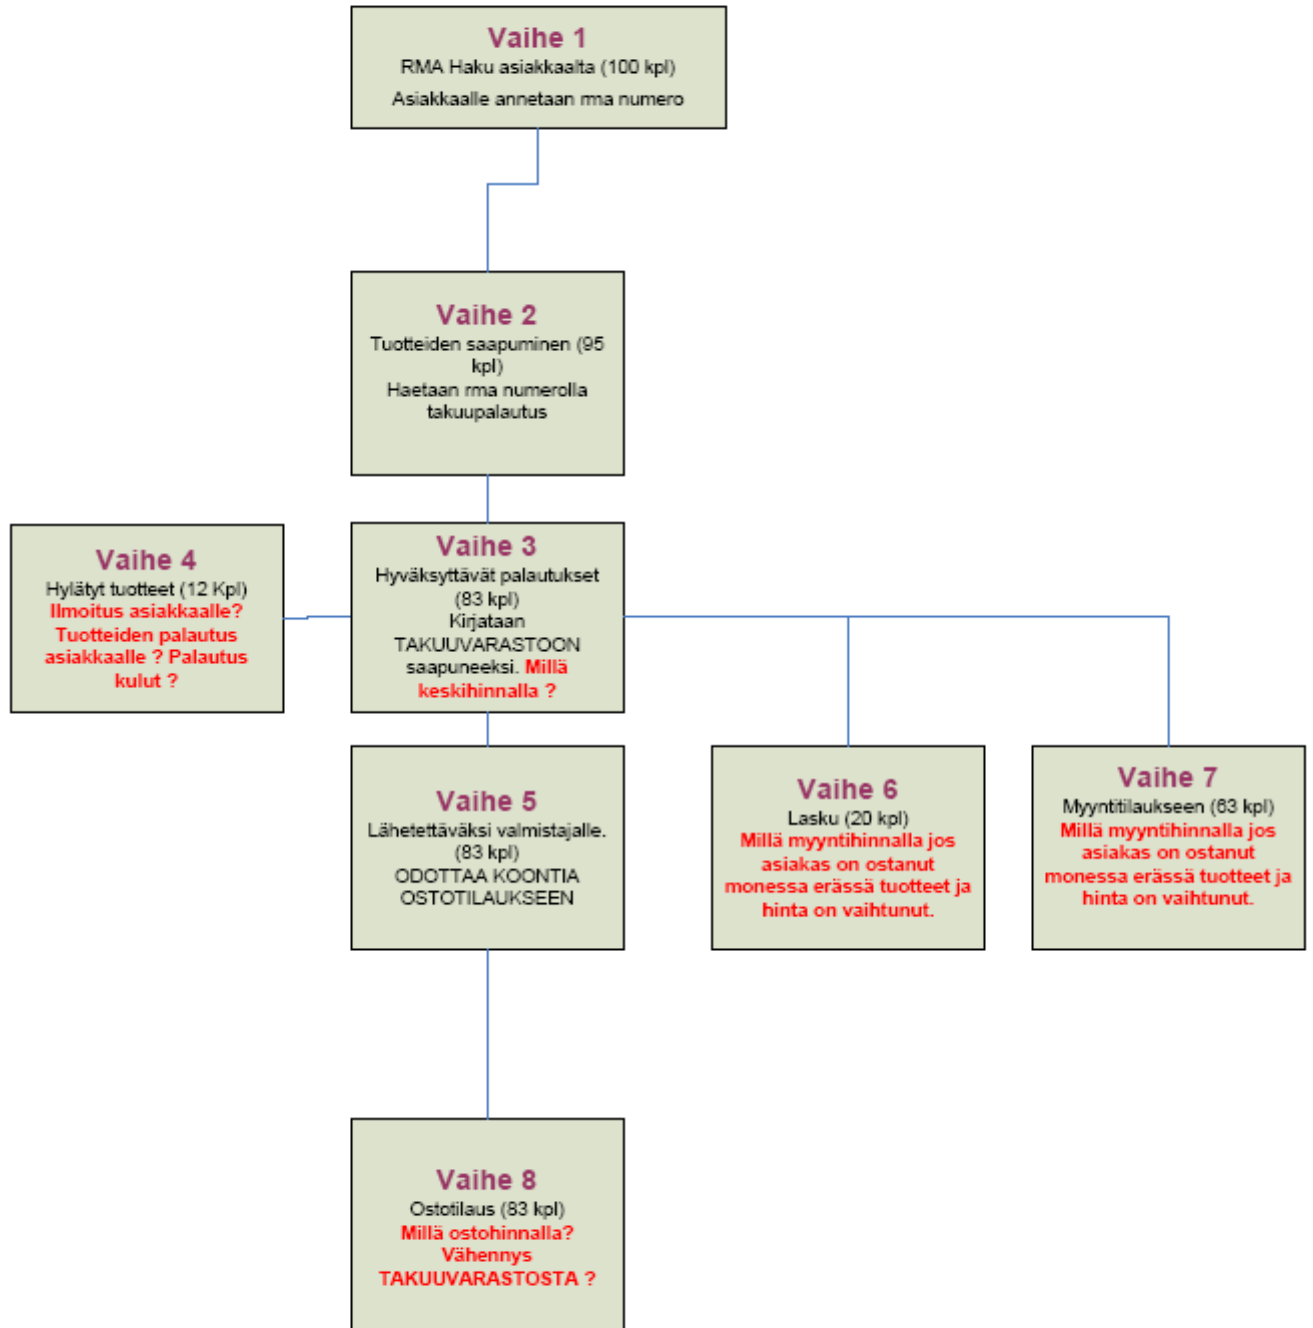 Vaihe 1
RMA Haku asiakkaalta (100 kpl)
Asiakkaalle annetaan rma numero
Vaihe 2
Tuotteiden saapuminen (95
kpl)
Haetaan rma numerolla
takuupalautus
Vaihe 4
Hylätyt tuotteet (12 Kpl)
Ilmoitus asiakkaalle?
Tuotteiden palautus
asiakkaalle ? Palautus
kulut ?
Vaihe 3
Hyväksyttävät palautukset
(83 kpl)
Kirjataan
TAKUUVARASTOON
saapuneeksi. Millä
keskihinnalla ?
Vaihe 5
Lähetettäväksi valmistajalle.
(83 kpl)
ODOTTAA KOONTIA
OSTOTILAUKSEEN
Vaihe 6
Lasku (20 kpl)
Millä myyntihinnalla jos
asiakas on ostanut
monessa erässä tuotteet ja
hinta on vaihtunut.
Vaihe 7
Myyntitilaukseen (63 kpl)
Millä myyntihinnalla jos
asiakas on ostanut
monessa erässä tuotteet ja
hinta on vaihtunut.
Vaihe 8
Ostotilaus (83 kpl)
Millä ostohinnalla?
Vähennys
TAKUUVARASTOSTA ?